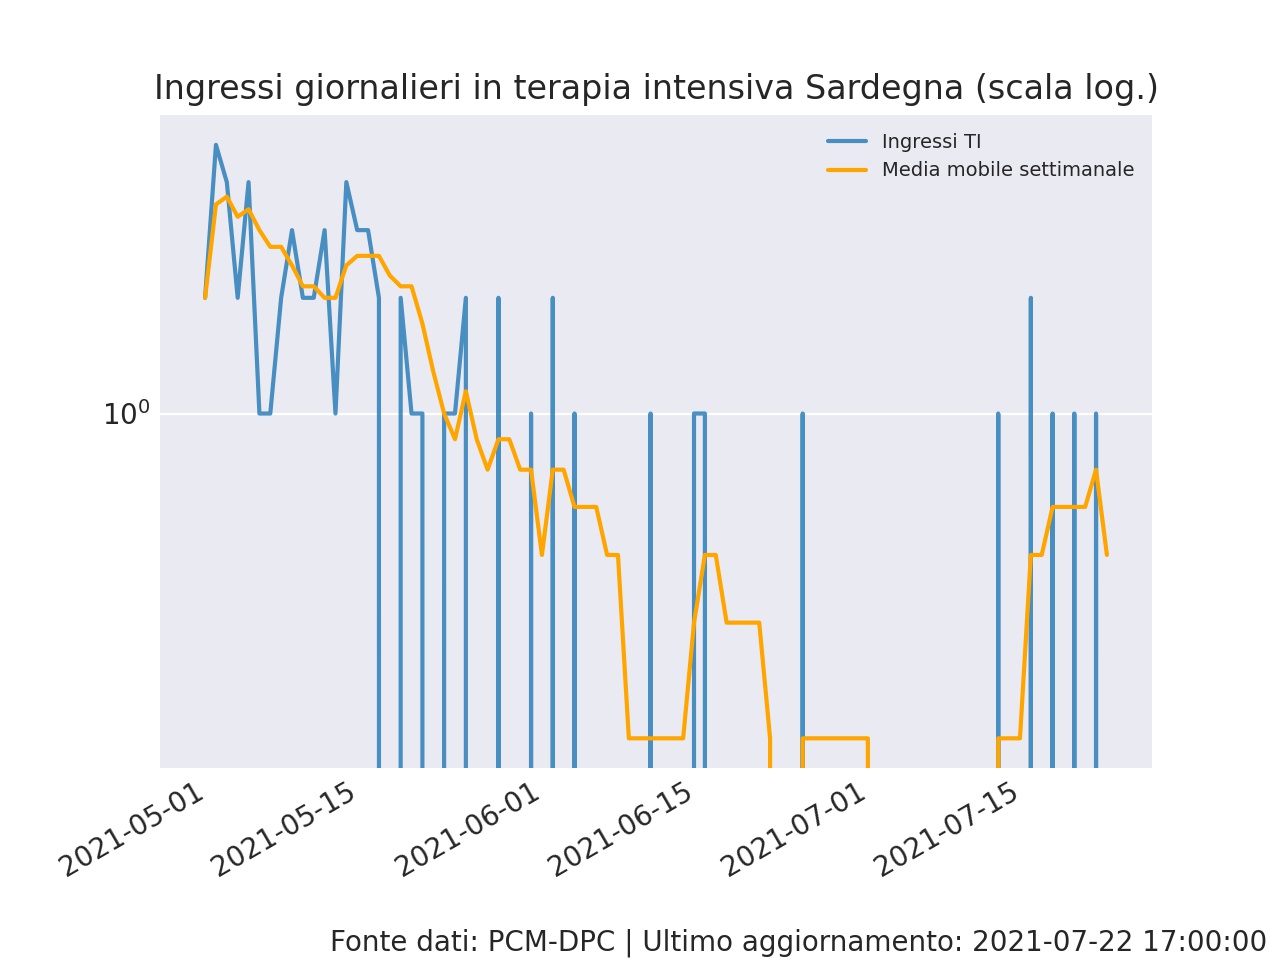 Ingressi giornalieri in terapia intensiva Sardegna (scala log.)
Ingressi TI
Media mobile settimanale
10⁰
2021-05-01
2021-05-15
2021-06-01
2021-06-15
2021-07-01
2021-07-15
Fonte dati: PCM-DPC | Ultimo aggiornamento: 2021-07-22 17:00:00